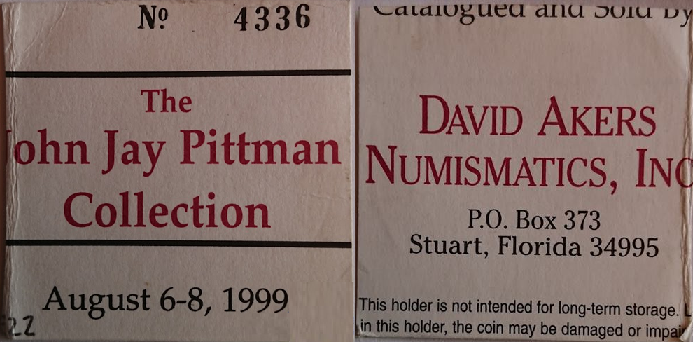 Nº 4336
The
John Jay Pittman
Collection
August 6-8, 1999
22
Catalogued and Sold By
DAVID AKERS
NUMISMATICS, INC
P.O. Box 373
Stuart, Florida 34995
This holder is not intended for long-term storage. L
in this holder, the coin may be damaged or impai